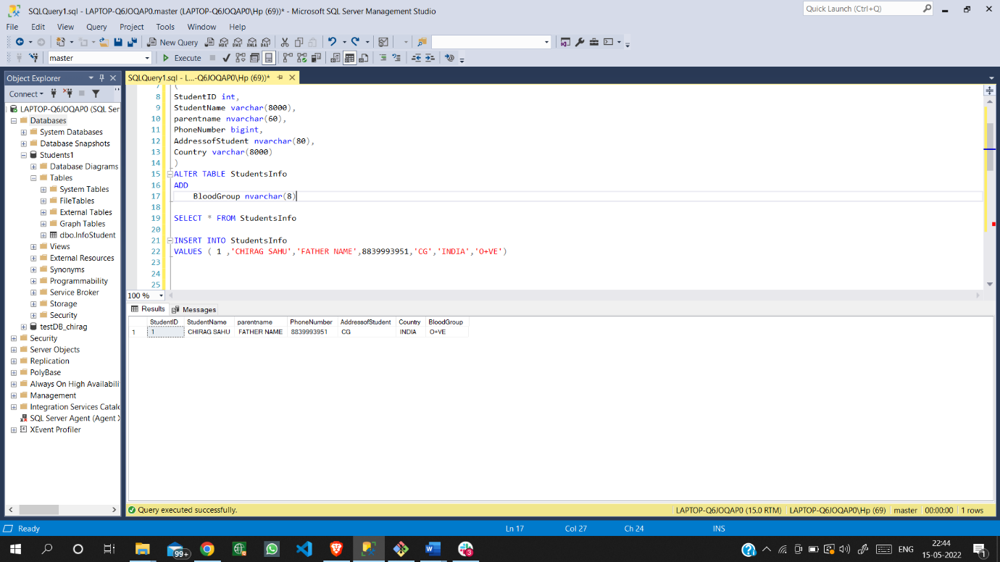 SQLQuery1.sql - LAPTOP-Q6JOQAP0.master (LAPTOP-Q6JOQAP0\Hp (69))* - Microsoft SQL Server Management Studio
Quick Launch (Ctrl+Q)
File Edit View Query Project Tools Window Help
New Query
master
Execute
Object Explorer
Connect
LAPTOP-Q6JOQAP0 (SQL Ser
Databases
System Databases
Database Snapshots
Students1
Database Diagrams
Tables
System Tables
FileTables
External Tables
Graph Tables
dbo.InfoStudent
Views
External Resources
Synonyms
Programmability
Service Broker
Storage
Security
testDB_chirag
Security
Server Objects
Replication
PolyBase
Always On High Availabili
Management
Integration Services Catalo
SQL Server Agent (Agent X
XEvent Profiler
SQLQuery1.sql - L...-Q6JOQAP0\Hp (69))*
7 (
8 StudentID int,
9 StudentName varchar(8000),
10 parentname nvarchar(60),
11 PhoneNumber bigint,
12 AddressofStudent nvarchar(80),
13 Country varchar(8000)
14 )
15 ALTER TABLE StudentsInfo
16 ADD
17 BloodGroup nvarchar(8)
18
19 SELECT * FROM StudentsInfo
20
21 INSERT INTO StudentsInfo
22 VALUES ( 1 ,'CHIRAG SAHU','FATHER NAME',8839993951,'CG','INDIA','O+VE')
23
24
25
100 %
Results Messages
StudentID StudentName parentname PhoneNumber AddressofStudent Country BloodGroup
1 1 CHIRAG SAHU FATHER NAME 8839993951 CG INDIA O+VE
Query executed successfully.
LAPTOP-Q6JOQAP0 (15.0 RTM) LAPTOP-Q6JOQAP0\Hp (69) master 00:00:00 1 rows
Ready Ln 17 Col 27 Ch 24 INS
99+
3
ENG
22:44
15-05-2022
1